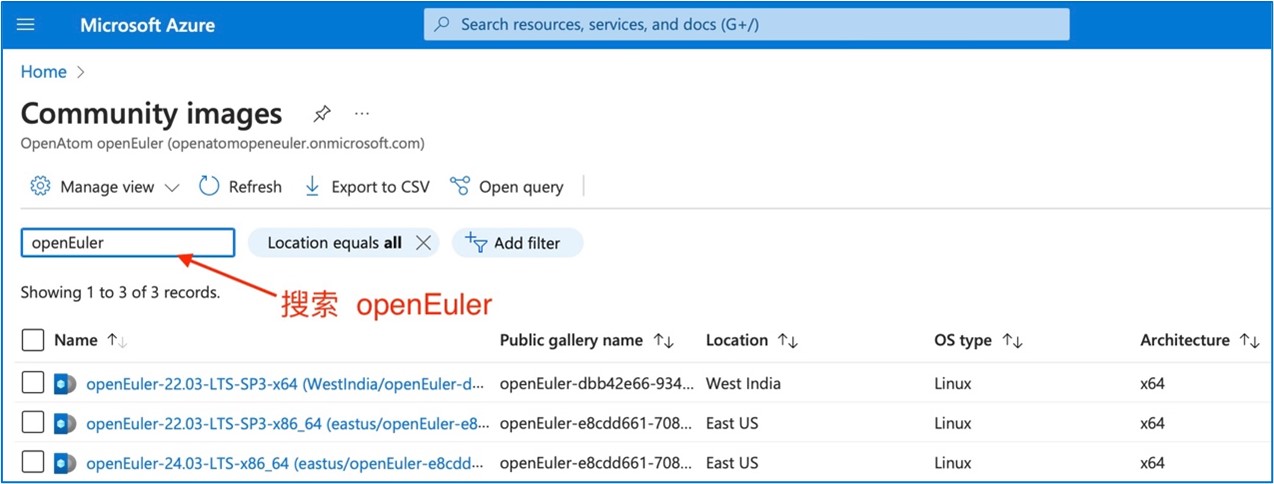 Microsoft Azure
Search resources, services, and docs (G+/)
Home
Community images
OpenAtom openEuler (openatomopeneuler.onmicrosoft.com)
Manage view Refresh Export to CSV Open query
openEuler Location equals all Add filter
Showing 1 to 3 of 3 records.
搜索 openEuler
Name Public gallery name Location OS type Architecture
openEuler-22.03-LTS-SP3-x64 (WestIndia/openEuler-d... openEuler-dbb42e66-934... West India Linux x64
openEuler-22.03-LTS-SP3-x86_64 (eastus/openEuler-e8... openEuler-e8cdd661-708... East US Linux x64
openEuler-24.03-LTS-x86_64 (eastus/openEuler-e8cdd... openEuler-e8cdd661-708... East US Linux x64